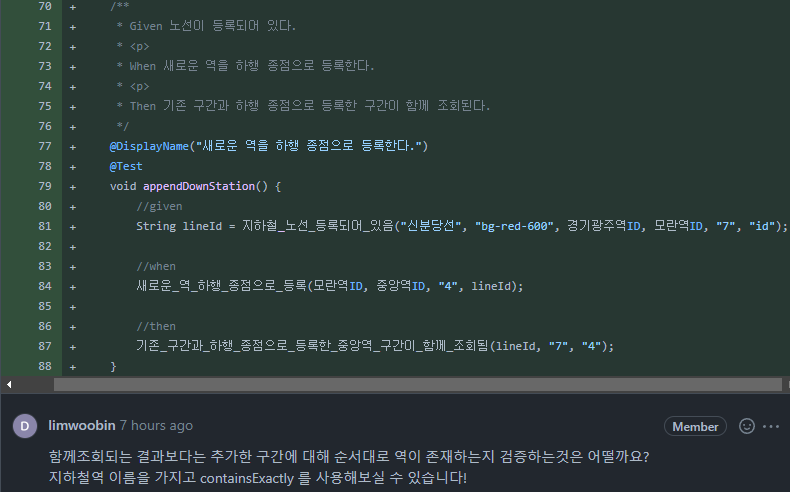 70 + /**
71 + * Given 노선이 등록되어 있다.
72 + * <p>
73 + * When 새로운 역을 하행 종점으로 등록한다.
74 + * <p>
75 + * Then 기존 구간과 하행 종점으로 등록한 구간이 함께 조회된다.
76 + */
77 + @DisplayName("새로운 역을 하행 종점으로 등록한다.")
78 + @Test
79 + void appendDownStation() {
80 + //given
81 + String lineId = 지하철_노선_등록되어_있음("신분당선", "bg-red-600", 경기광주역ID, 모란역ID, "7", "id");
82 +
83 + //when
84 + 새로운_역_하행_종점으로_등록(모란역ID, 중앙역ID, "4", lineId);
85 +
86 + //then
87 + 기존_구간과_하행_종점으로_등록한_중앙역_구간이_함께_조회됨(lineId, "7", "4");
88 + }
D limwoobin 7 hours ago Member
함께조회되는 결과보다는 추가한 구간에 대해 순서대로 역이 존재하는지 검증하는것은 어떨까요?
지하철역 이름을 가지고 containsExactly 를 사용해보실 수 있습니다!